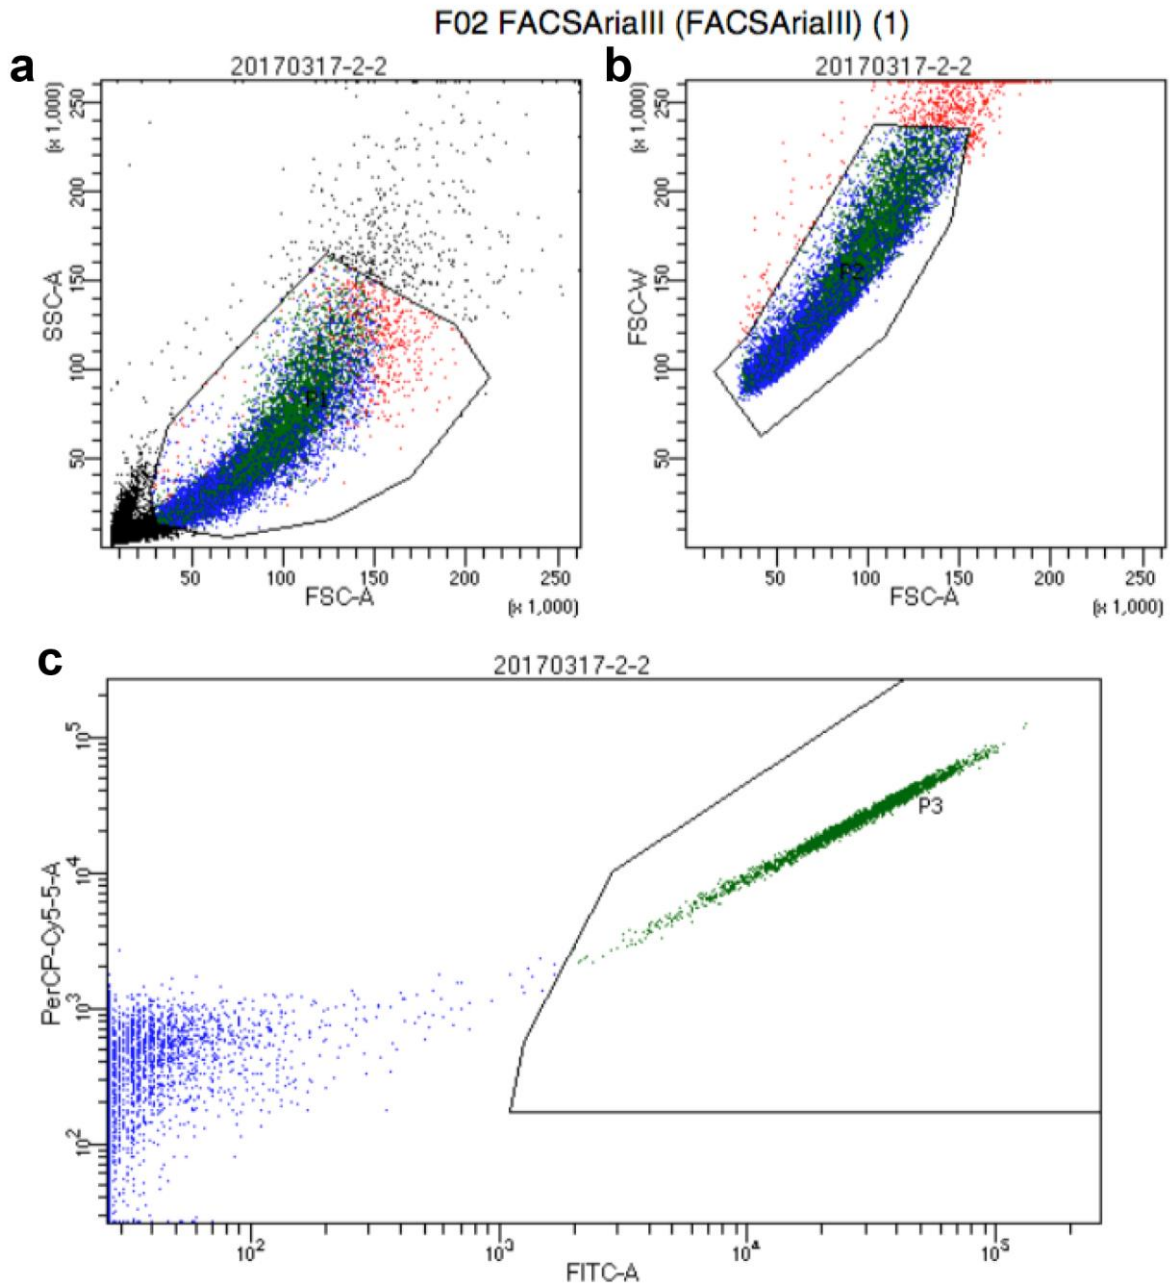 F02 FACSAriaIII (FACSAriaIII) (1)
a
20170317-2-2
(x 1,000)
SSC-A
250
200
150
100
50
P1
50 100 150 200 250
FSC-A
(x 1,000)
b
20170317-2-2
(x 1,000)
FSC-W
250
200
150
100
50
P2
50 100 150 200 250
FSC-A
(x 1,000)
c
20170317-2-2
PerCP-Cy5-5-A
10^5
10^4
10^3
10^2
P3
10^2 10^3 10^4 10^5
FITC-A